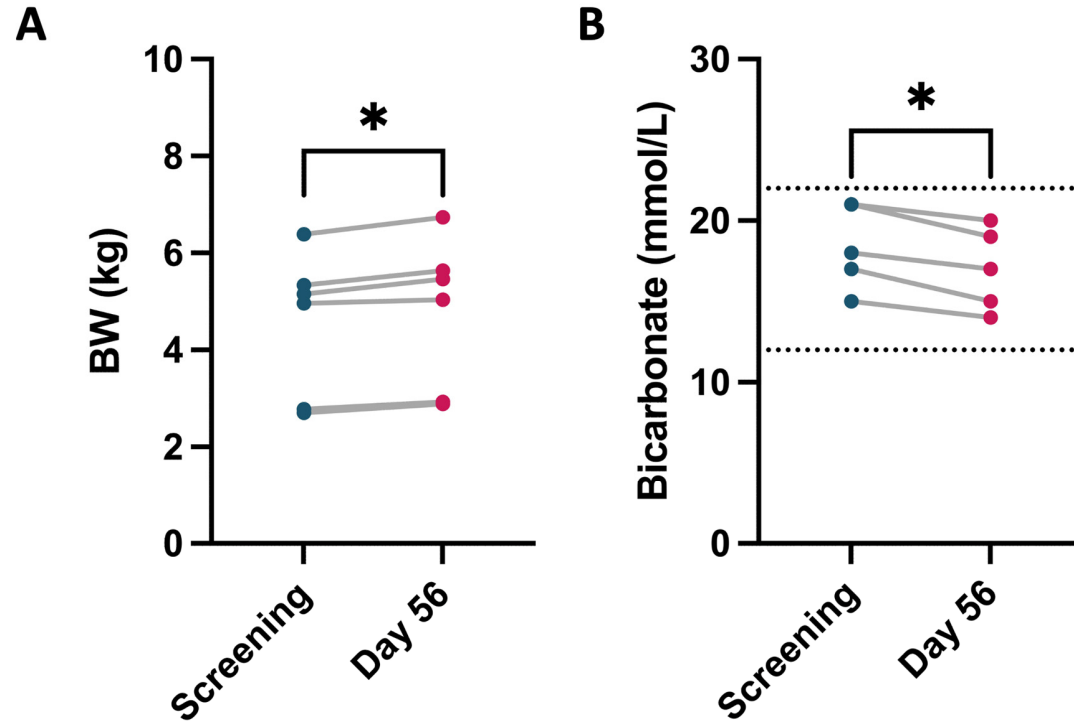 A
BW (kg)
10
8
6
4
2
0
*
Screening
Day 56
B
Bicarbonate (mmol/L)
30
20
10
0
*
Screening
Day 56